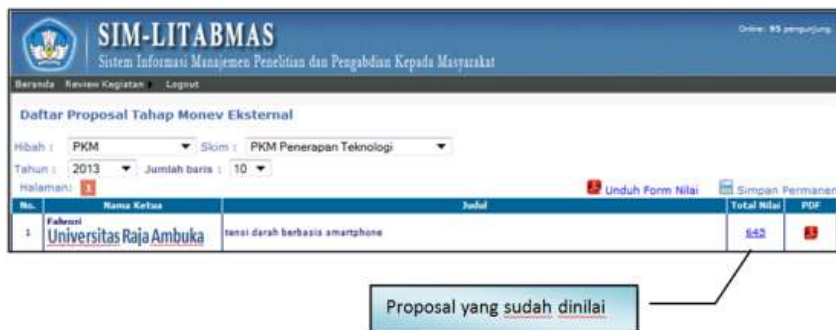 SIM-LITABMAS
Online: 95 pengunjung
Sistem Informasi Manajemen Penelitian dan Pengabdian Kepada Masyarakat
Beranda Review Kegiatan Logout
Daftar Proposal Tahap Monev Eksternal
Hibah : PKM Skim : PKM Penerapan Teknologi
Tahun : 2013 Jumlah baris : 10
Halaman: 1 Unduh Form Nilai Simpan Permanen
No. Nama Ketua Judul Total Nilai PDF
1 Fahrozi
Universitas Raja Ambuka tensi darah berbasis smartphone 645
Proposal yang sudah dinilai